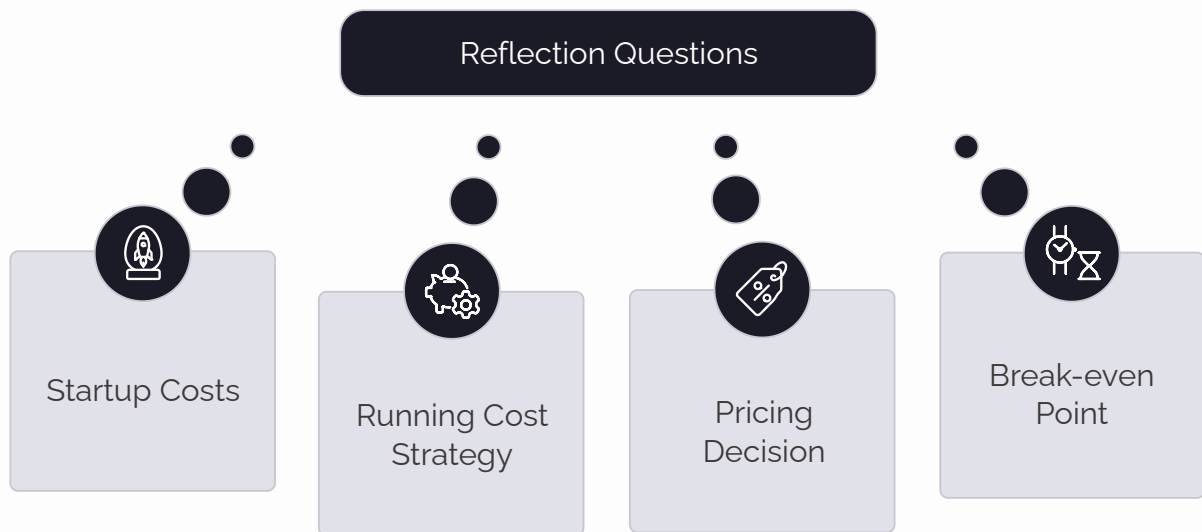 Reflection Questions
Startup Costs
Running Cost
Strategy
Pricing
Decision
Break-even
Point